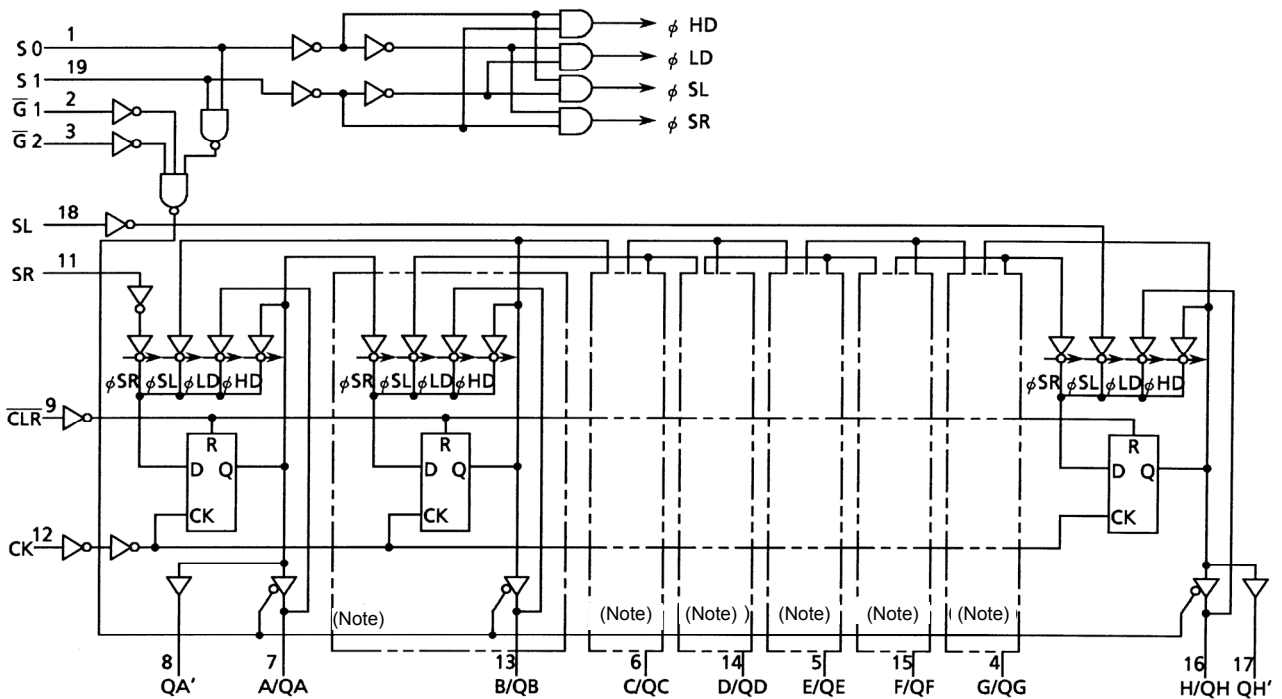 S0 1
S1 19
G̅1 2
G̅2 3
ϕ HD
ϕ LD
ϕ SL
ϕ SR
SL 18
SR 11
ϕSR ϕSL ϕLD ϕHD
ϕSR ϕSL ϕLD ϕHD
ϕSR ϕSL ϕLD ϕHD
C̅L̅R̅ 9
R
D Q
CK
R
D Q
CK
R
D Q
CK
CK 12
(Note)
(Note)
(Note) )
(Note)
(Note)
(Note)
8 7 13 6 14 5 15 4 16 17
QA' A/QA B/QB C/QC D/QD E/QE F/QF G/QG H/QH QH'